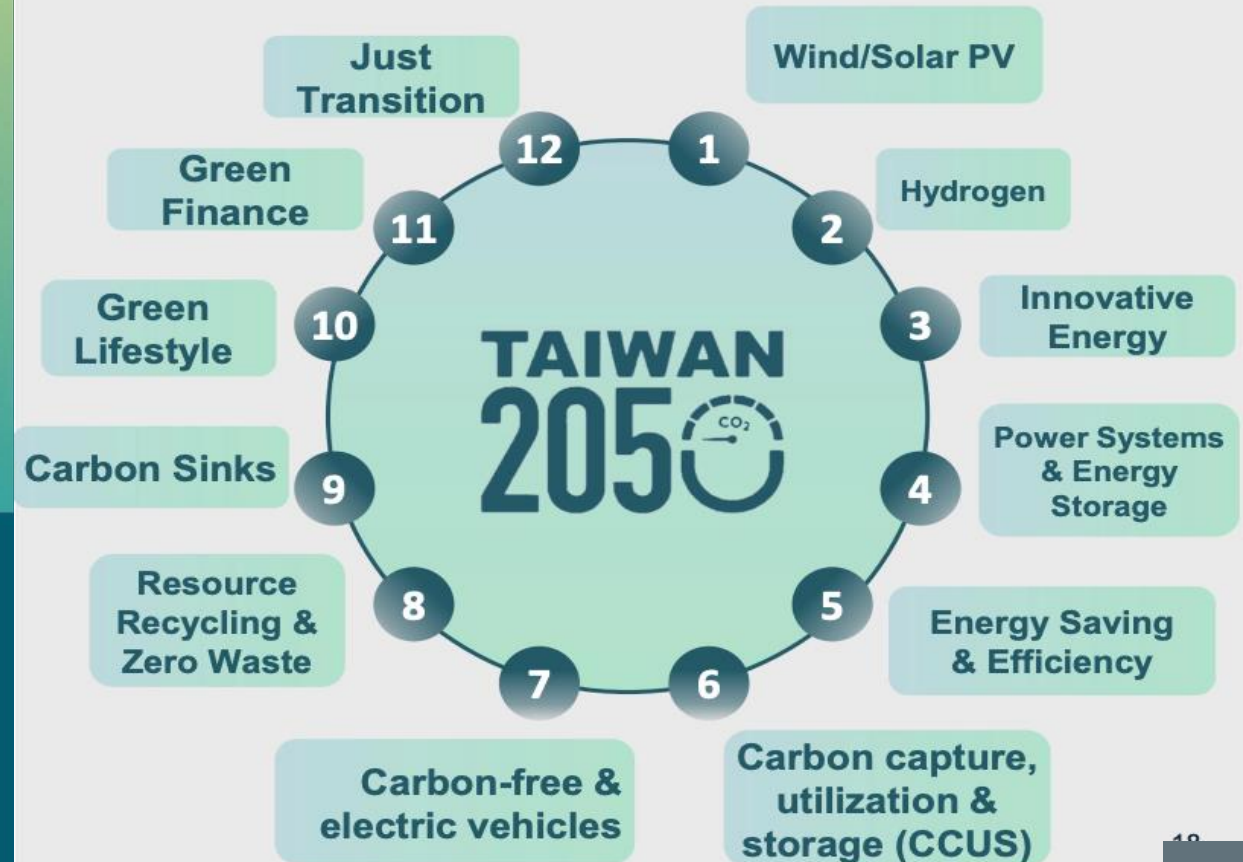 Just
Transition
12
1
Wind/Solar PV
Green
Finance
11
2
Hydrogen
Green
Lifestyle
10
3
Innovative
Energy
TAIWAN
2050
CO₂
Carbon Sinks
9
4
Power Systems
& Energy
Storage
Resource
Recycling &
Zero Waste
8
5
Energy Saving
& Efficiency
7
6
Carbon-free &
electric vehicles
Carbon capture,
utilization &
storage (CCUS)